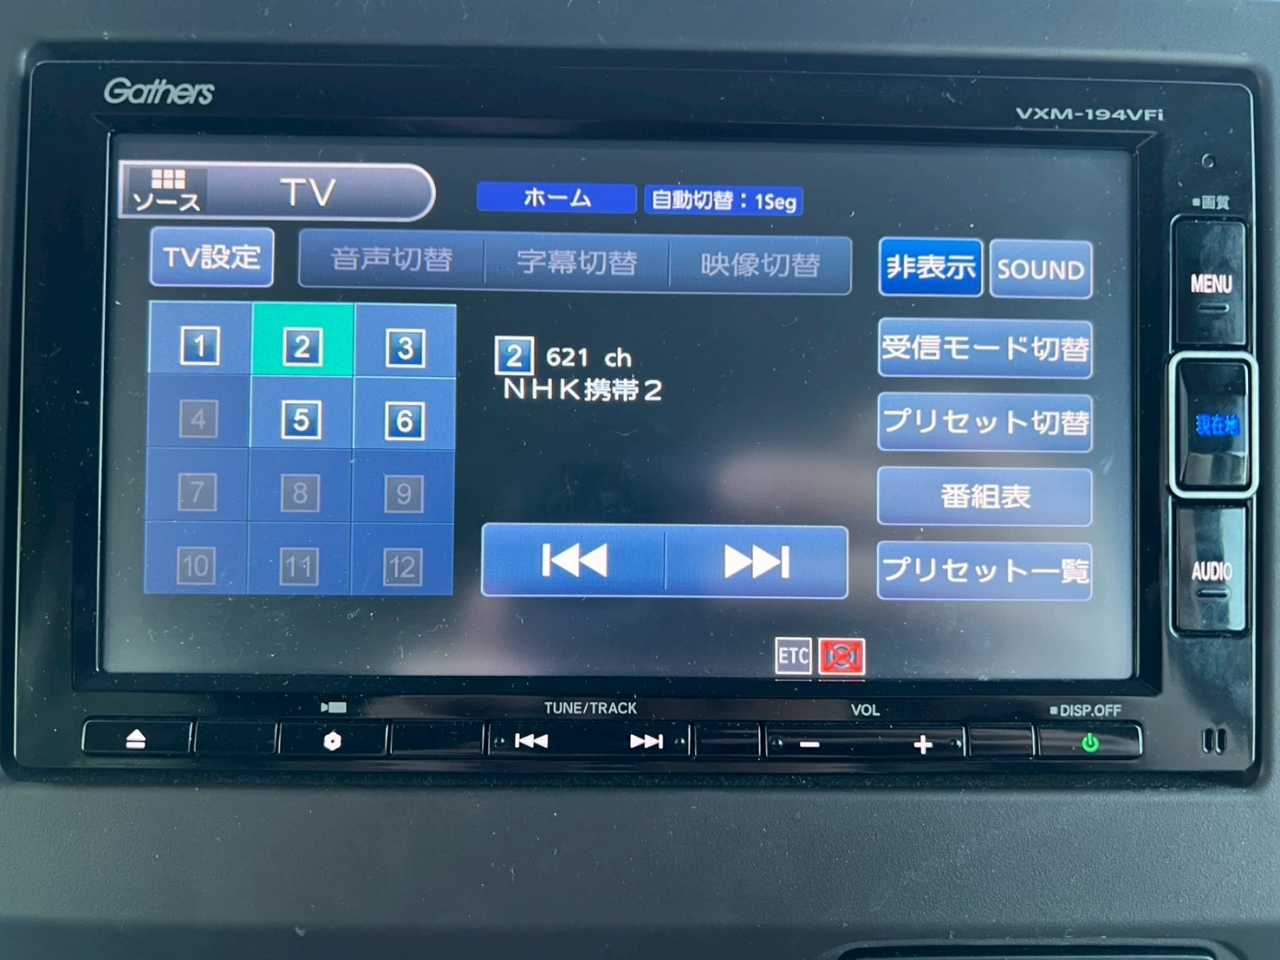 Gathers
VXM-194VFi
ソース
TV
ホーム
自動切替：1Seg
■画質
TV設定
音声切替
字幕切替
映像切替
非表示
SOUND
MENU
1
2
3
4
5
6
7
8
9
10
11
12
2 621 ch
NHK携帯2
受信モード切替
プリセット切替
番組表
プリセット一覧
現在地
AUDIO
ETC
TUNE/TRACK
VOL
■DISP.OFF